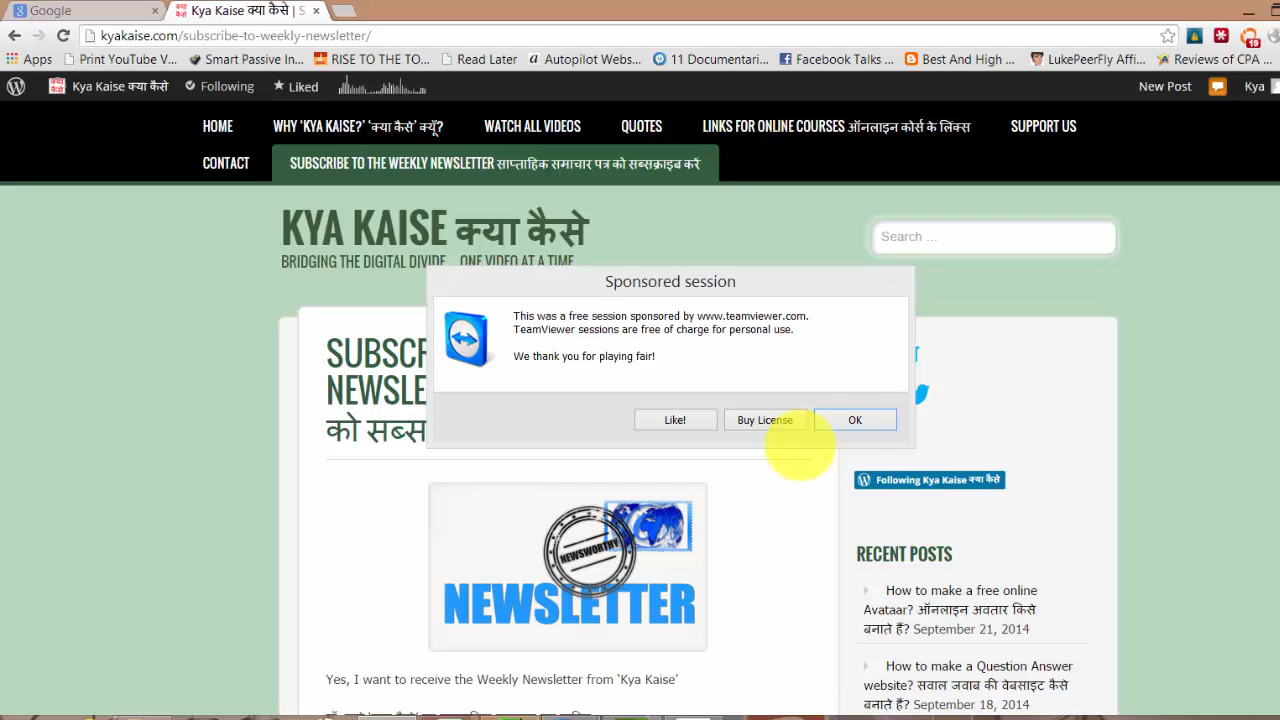 Google
Kya Kaise क्या कैसे | S
kyakaise.com/subscribe-to-weekly-newsletter/
Apps Print YouTube V... Smart Passive In... RISE TO THE TO... Read Later Autopilot Webs... 11 Documentari... Facebook Talks ... Best And High ... LukePeerFly Affi... Reviews of CPA ...
19
Kya Kaise क्या कैसे Following Liked New Post Kya
HOME WHY 'KYA KAISE?' 'क्या कैसे' क्यूँ? WATCH ALL VIDEOS QUOTES LINKS FOR ONLINE COURSES ऑनलाइन कोर्स के लिंक्स SUPPORT US
CONTACT SUBSCRIBE TO THE WEEKLY NEWSLETTER साप्ताहिक समाचार पत्र को सब्सक्राइब करें
KYA KAISE क्या कैसे
Search ...
BRIDGING THE DIGITAL DIVIDE... ONE VIDEO AT A TIME
Sponsored session
This was a free session sponsored by www.teamviewer.com.
TeamViewer sessions are free of charge for personal use.
We thank you for playing fair!
Like! Buy License OK
SUBSC
NEWSLE
को सब्स
Following Kya Kaise क्या कैसे
NEWSWORTHY
NEWSLETTER
RECENT POSTS
How to make a free online
Avataar? ऑनलाइन अवतार किसे
बनाते हैं? September 21, 2014
How to make a Question Answer
website? सवाल जवाब की वेबसाइट कैसे
बनाते हैं? September 18, 2014
Yes, I want to receive the Weekly Newsletter from 'Kya Kaise'